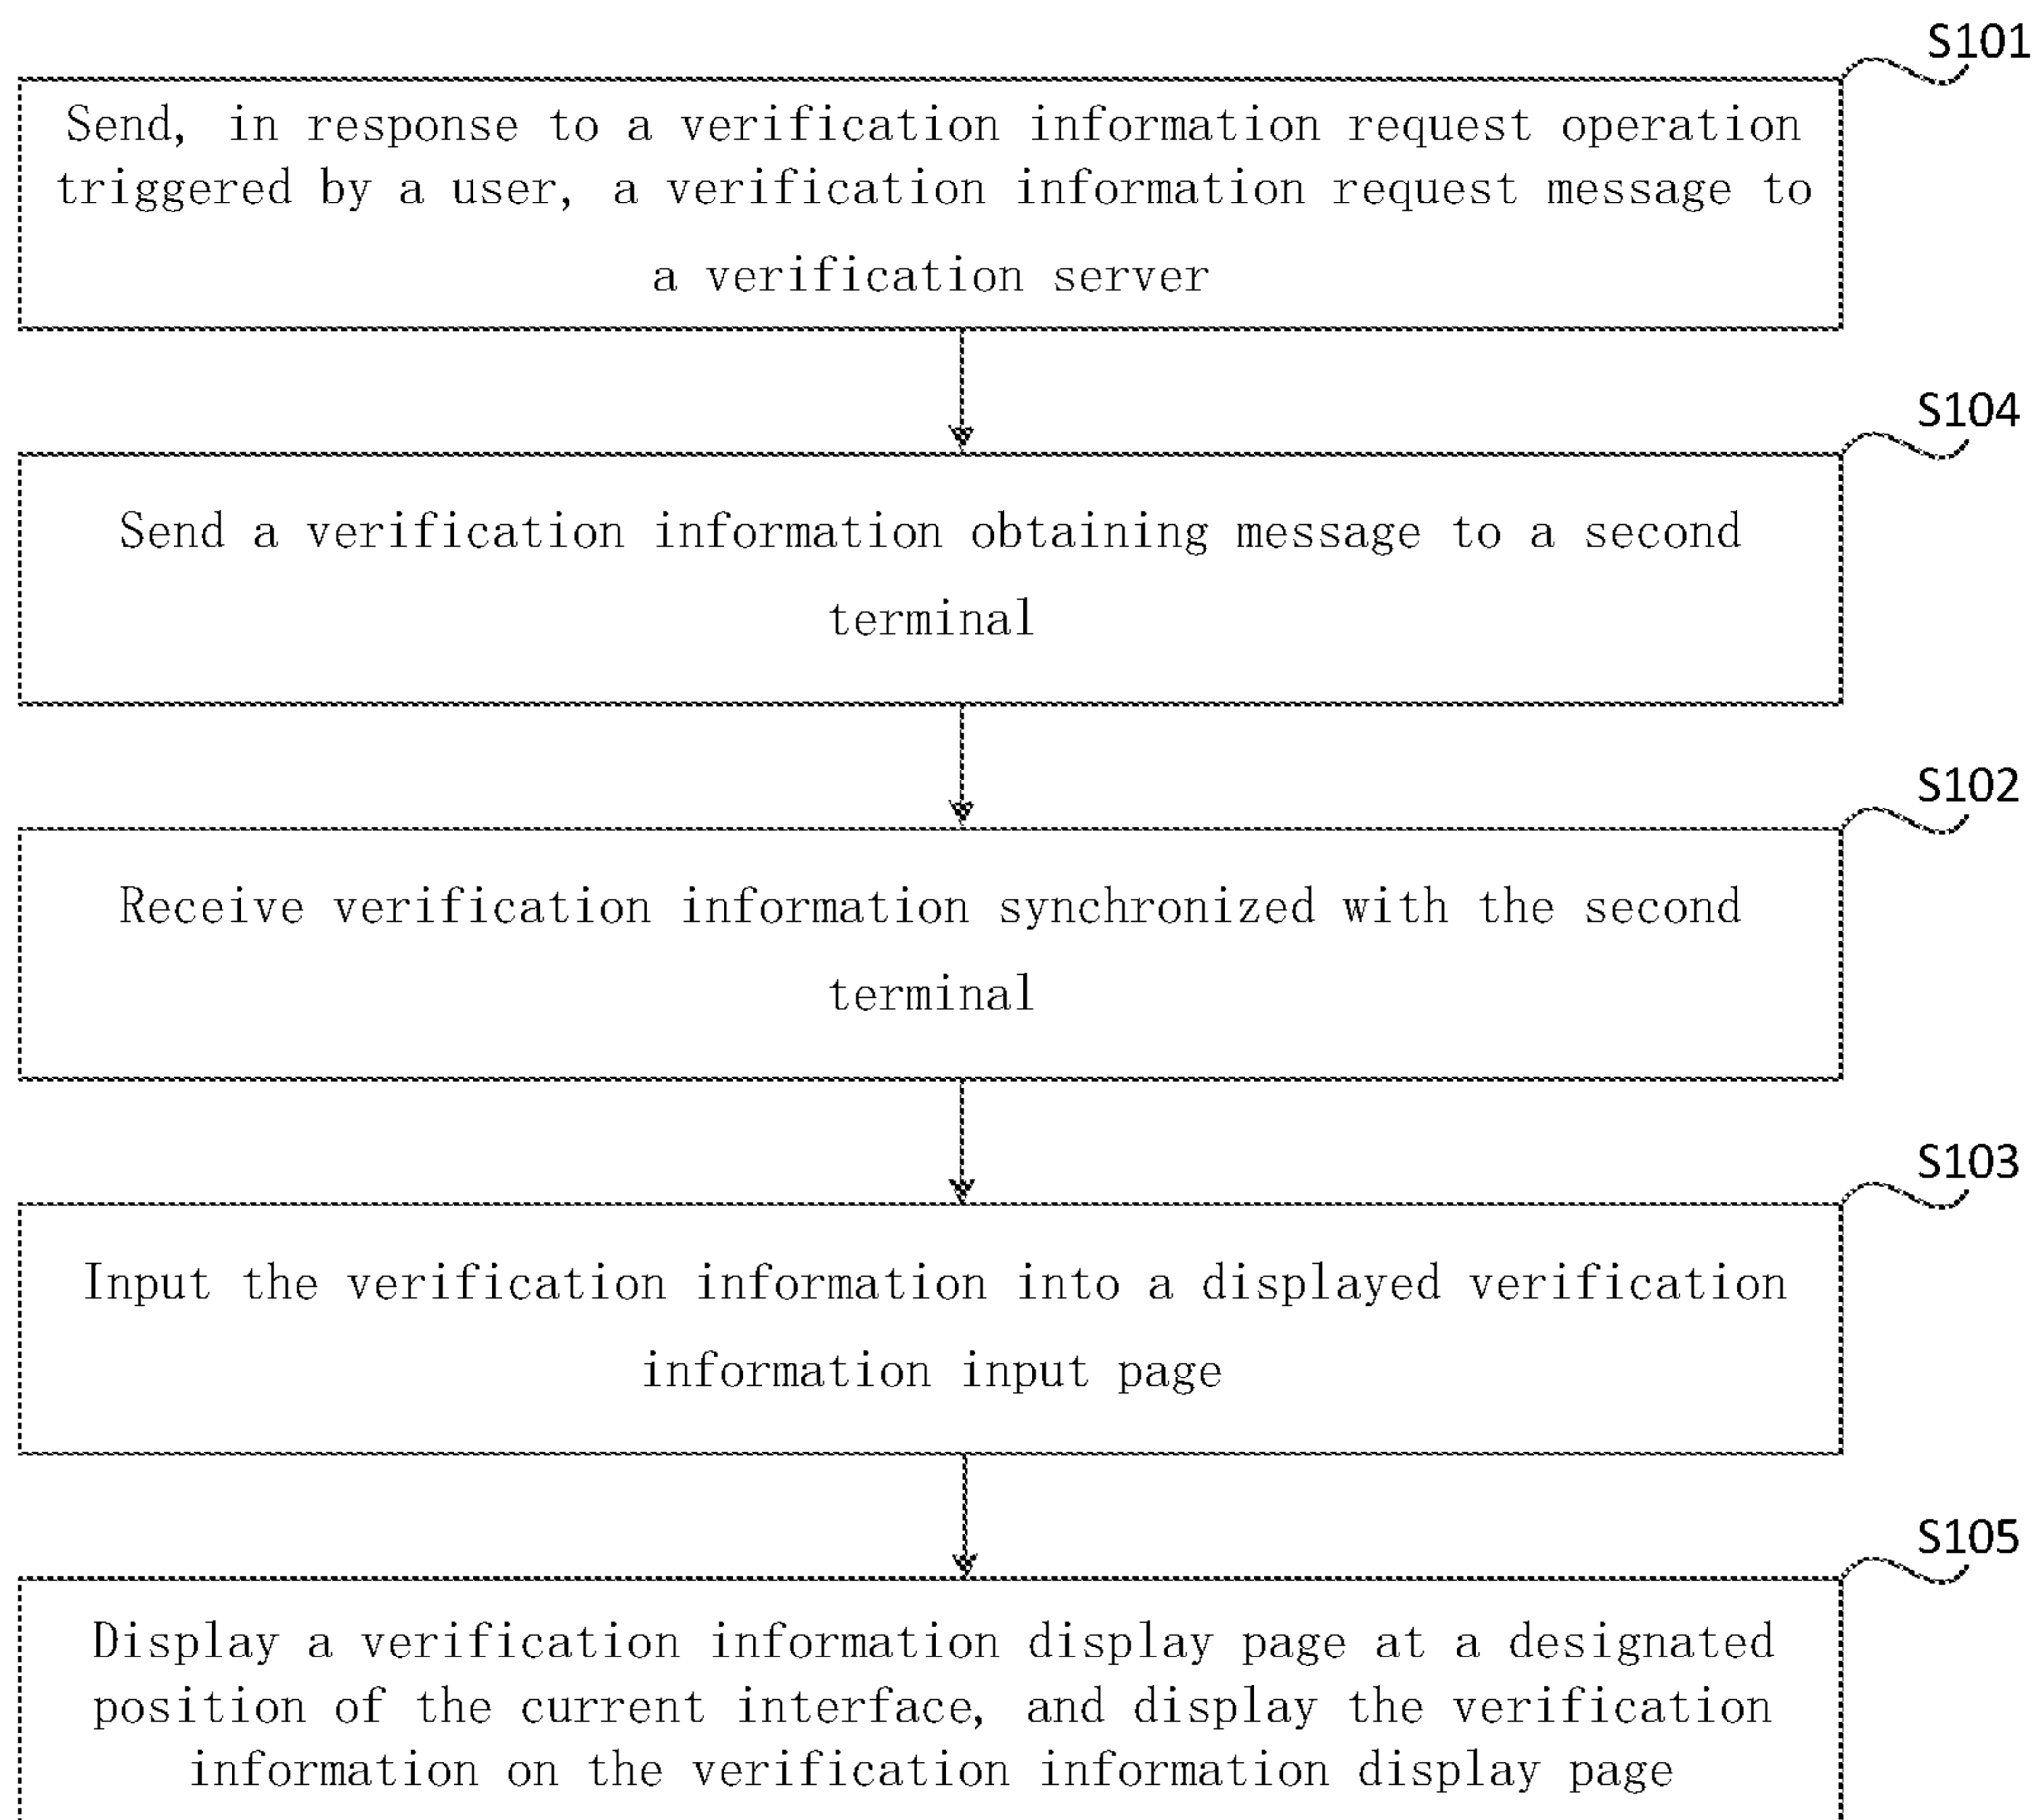 S101
Send, in response to a verification information request operation
triggered by a user, a verification information request message to
a verification server
S104
Send a verification information obtaining message to a second
terminal
S102
Receive verification information synchronized with the second
terminal
S103
Input the verification information into a displayed verification
information input page
S105
Display a verification information display page at a designated
position of the current interface, and display the verification
information on the verification information display page